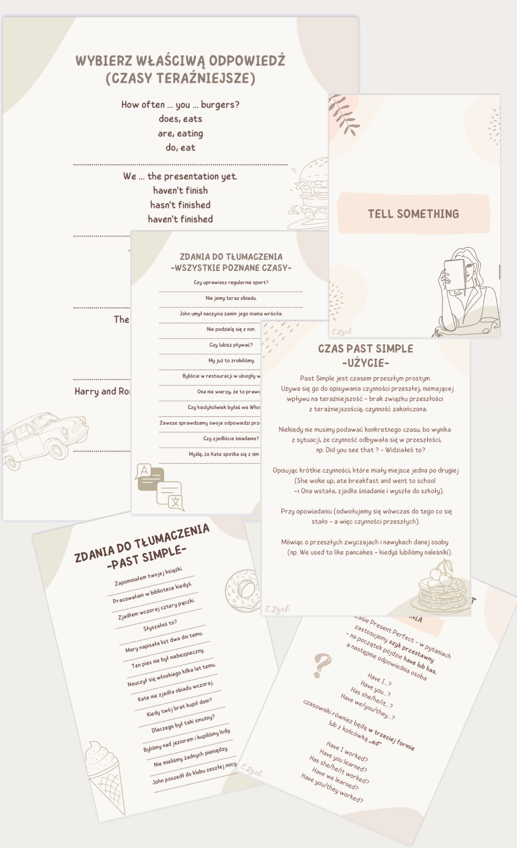 WYBIERZ WŁAŚCIWĄ ODPOWIEDŹ
(CZASY TERAŹNIEJSZE)
How often ... you ... burgers?
does, eats
are, eating
do, eat
We ... the presentation yet.
haven't finish
hasn't finished
haven't finished
The
Harry and Ro
TELL SOMETHING
ZDANIA DO TŁUMACZENIA
-WSZYSTKIE POZNANE CZASY-
Czy uprawiasz regularnie sport?
Nie jemy teraz obiadu.
John umył naczynia zanim jego mama wróciła.
Nie podzielę się z nim.
Czy lubisz pływać?
My już to zrobiliśmy.
Byliście w restauracji w ubiegły w
Ona nie wierzy, że to praw
Czy kiedykolwiek byłaś we Wło
Zawsze sprawdzamy swoje odpowiedzi prz
Czy zjedliście śniadanie?
Myślę, że Kate spotka się z nim
CZAS PAST SIMPLE
-UŻYCIE-
Past Simple jest czasem przeszłym prostym.
Używa się go do opisywania czynności przeszłej, niemającej
wpływu na teraźniejszość - brak związku przeszłości
z teraźniejszością, czynność zakończona.
Niekiedy nie musimy podawać konkretnego czasu, bo wynika
z sytuacji, że czynność odbywała się w przeszłości,
np. Did you see that ? - Widziałeś to?
Opisując krótkie czynności, które miały miejsce jedna po drugiej
(She woke up, ate breakfast and went to school
-> Ona wstała, zjadła śniadanie i wyszła do szkoły).
Przy opowiadaniu (odwołujemy się wówczas do tego co się
stało - a więc czynności przeszłych).
Mówiąc o przeszłych zwyczajach i nawykach danej osoby
(np. We used to like pancakes - kiedyś lubiliśmy naleśniki).
ZDANIA DO TŁUMACZENIA
-PAST SIMPLE-
Zapomniałem twojej książki.
Pracowałam w bibliotece kiedyś.
Zjadłem wczoraj cztery pączki.
Słyszałeś to?
Mary napisała list dwa dni temu.
Ten pies nie był niebezpieczny.
Nauczył się włoskiego kilka lat temu.
Kate nie zjadła obiadu wczoraj.
Kiedy twój brat kupił dom?
Dlaczego był taki smutny?
Byliśmy nad jeziorem i kupiliśmy lody.
Nie mieliśmy żadnych pieniędzy.
John poszedł do klubu zeszłej nocy.
zasie Present Perfect - w pytaniach
zastosujemy szyk przestawny
- na początek pójdzie have lub has,
a następnie odpowiednia osoba
Have I...?
Have you...?
Has she/he/it...?
Have we/you/they...?
czasowniki również będą w trzeciej formie
lub z końcówką „ed”
Have I worked?
Have you learned?
Has she/he/it worked?
Have we learned?
Have you/they worked?